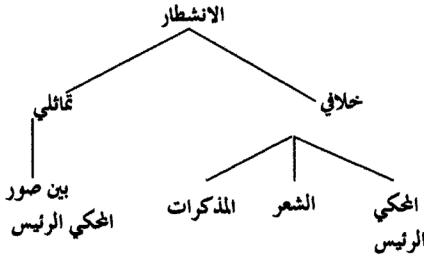 الانشطار
خلافي
تماثلي
المحكي
الرئيس
الشعر
المذكرات
بين صور
المحكي الرئيس